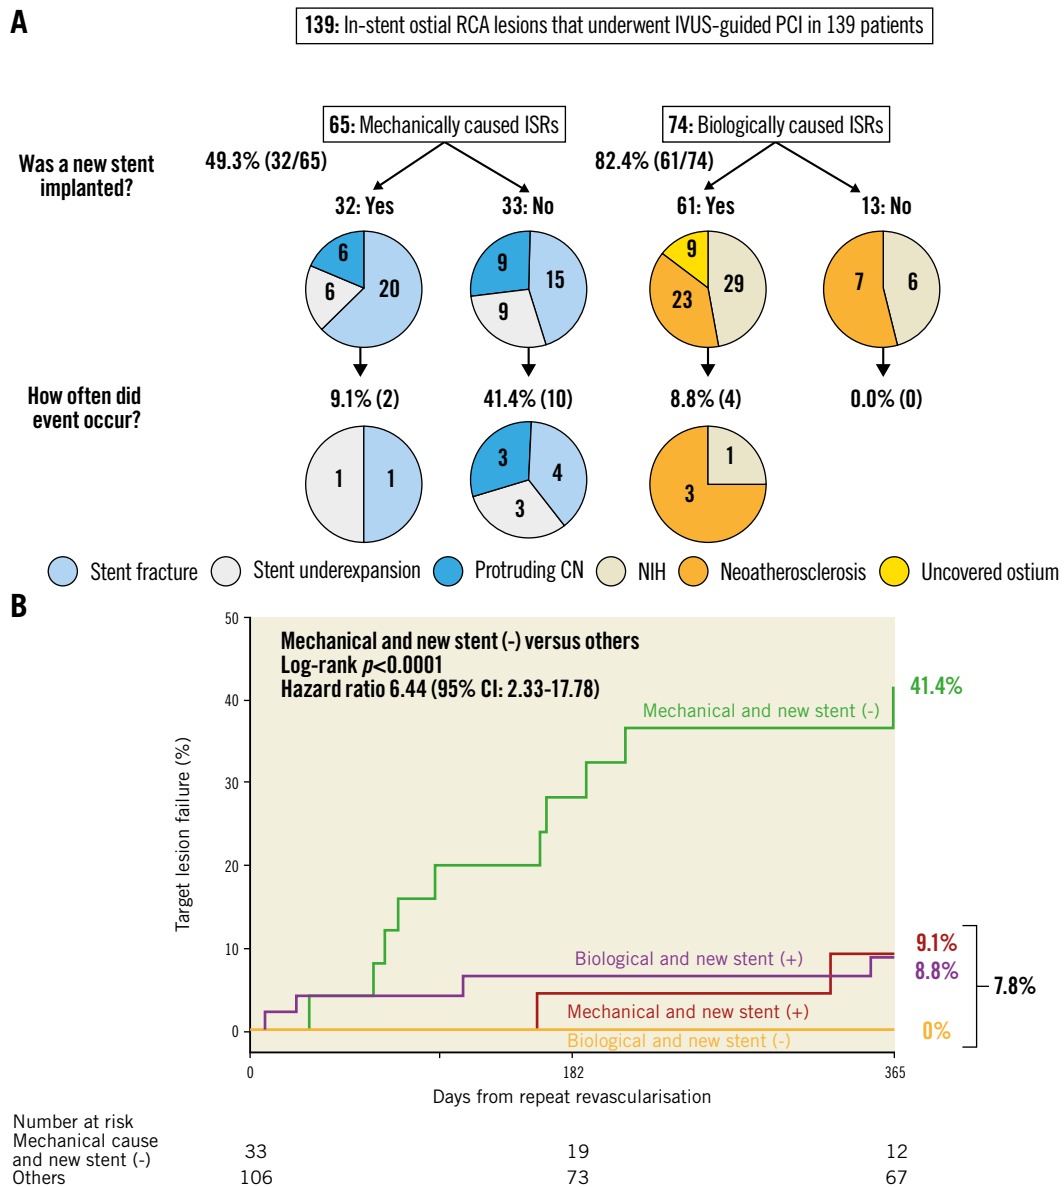 A
139: In-stent ostial RCA lesions that underwent IVUS-guided PCI in 139 patients
65: Mechanically caused ISRs
74: Biologically caused ISRs
Was a new stent
implanted?
49.3% (32/65)
82.4% (61/74)
32: Yes
33: No
61: Yes
13: No
6
20
6
9
15
9
9
29
23
7
6
How often did
event occur?
9.1% (2)
41.4% (10)
8.8% (4)
0.0% (0)
1
1
3
4
3
1
3
Stent fracture
Stent underexpansion
Protruding CN
NIH
Neoatherosclerosis
Uncovered ostium
B
Mechanical and new stent (-) versus others
Log-rank p<0.0001
Hazard ratio 6.44 (95% CI: 2.33-17.78)
Target lesion failure (%)
50
40
30
20
10
0
Mechanical and new stent (-)
41.4%
Biological and new stent (+)
9.1%
8.8%
7.8%
Mechanical and new stent (+)
Biological and new stent (-)
0%
0
182
365
Days from repeat revascularisation
Number at risk
Mechanical cause
and new stent (-)
33
19
12
Others
106
73
67